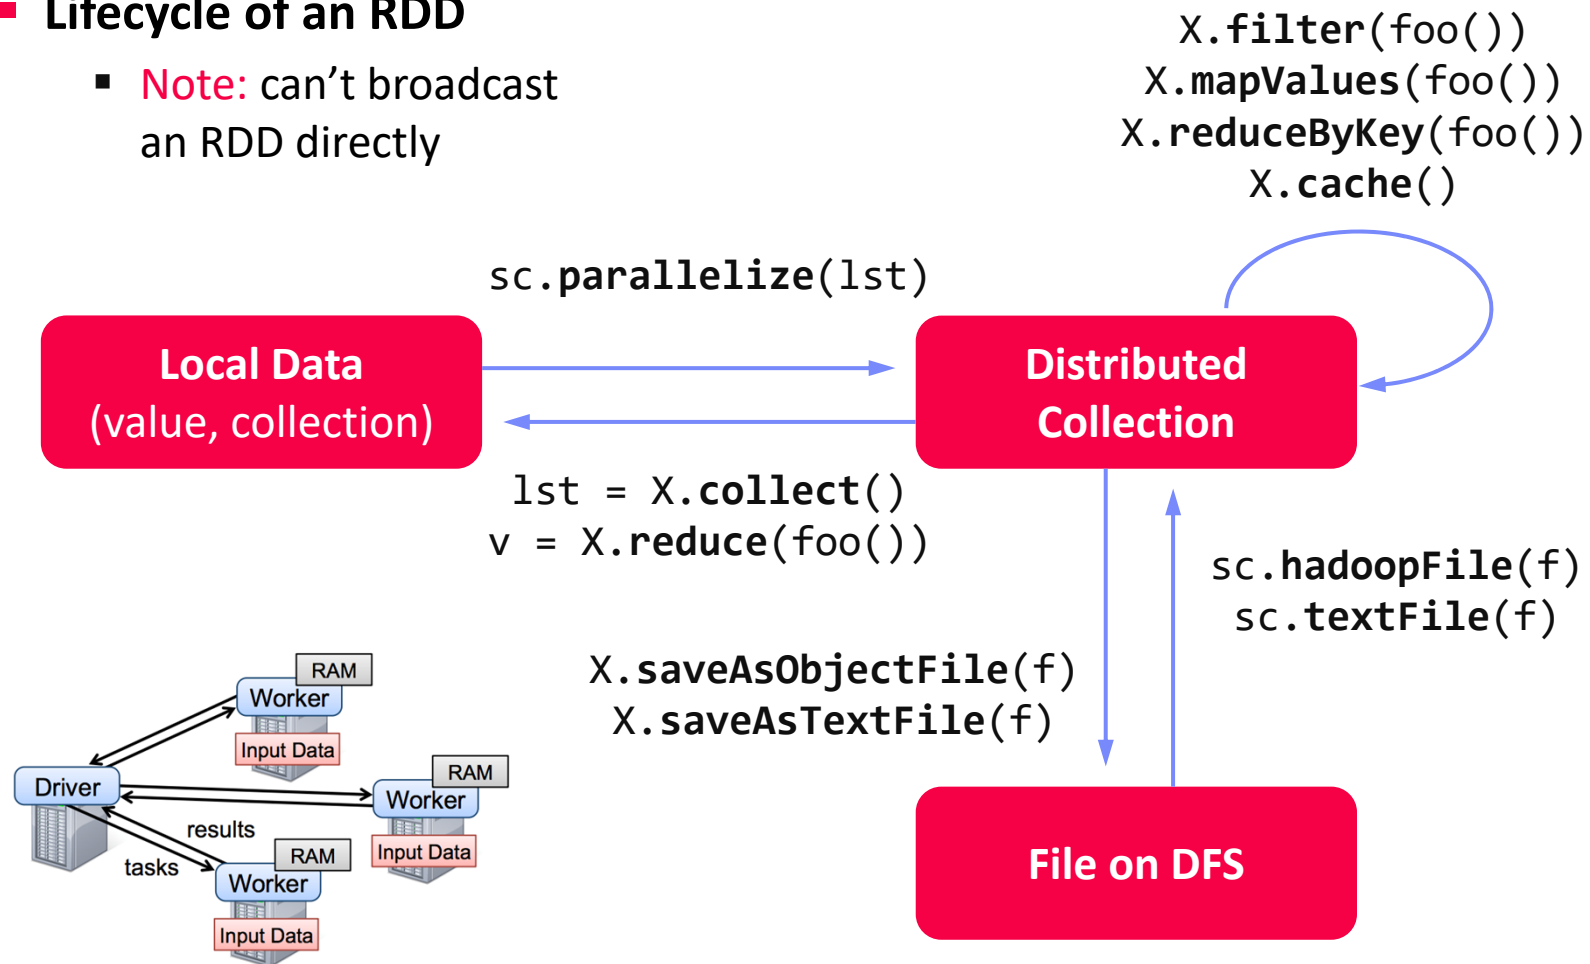 Lifecycle of an RDD
Note: can't broadcast
an RDD directly
X.filter(foo())
X.mapValues(foo())
X.reduceByKey(foo())
X.cache()
sc.parallelize(lst)
Local Data
(value, collection)
Distributed
Collection
lst = X.collect()
v = X.reduce(foo())
sc.hadoopFile(f)
sc.textFile(f)
X.saveAsObjectFile(f)
X.saveAsTextFile(f)
File on DFS
RAM
Worker
Input Data
Driver
RAM
Worker
Input Data
results
tasks
RAM
Worker
Input Data